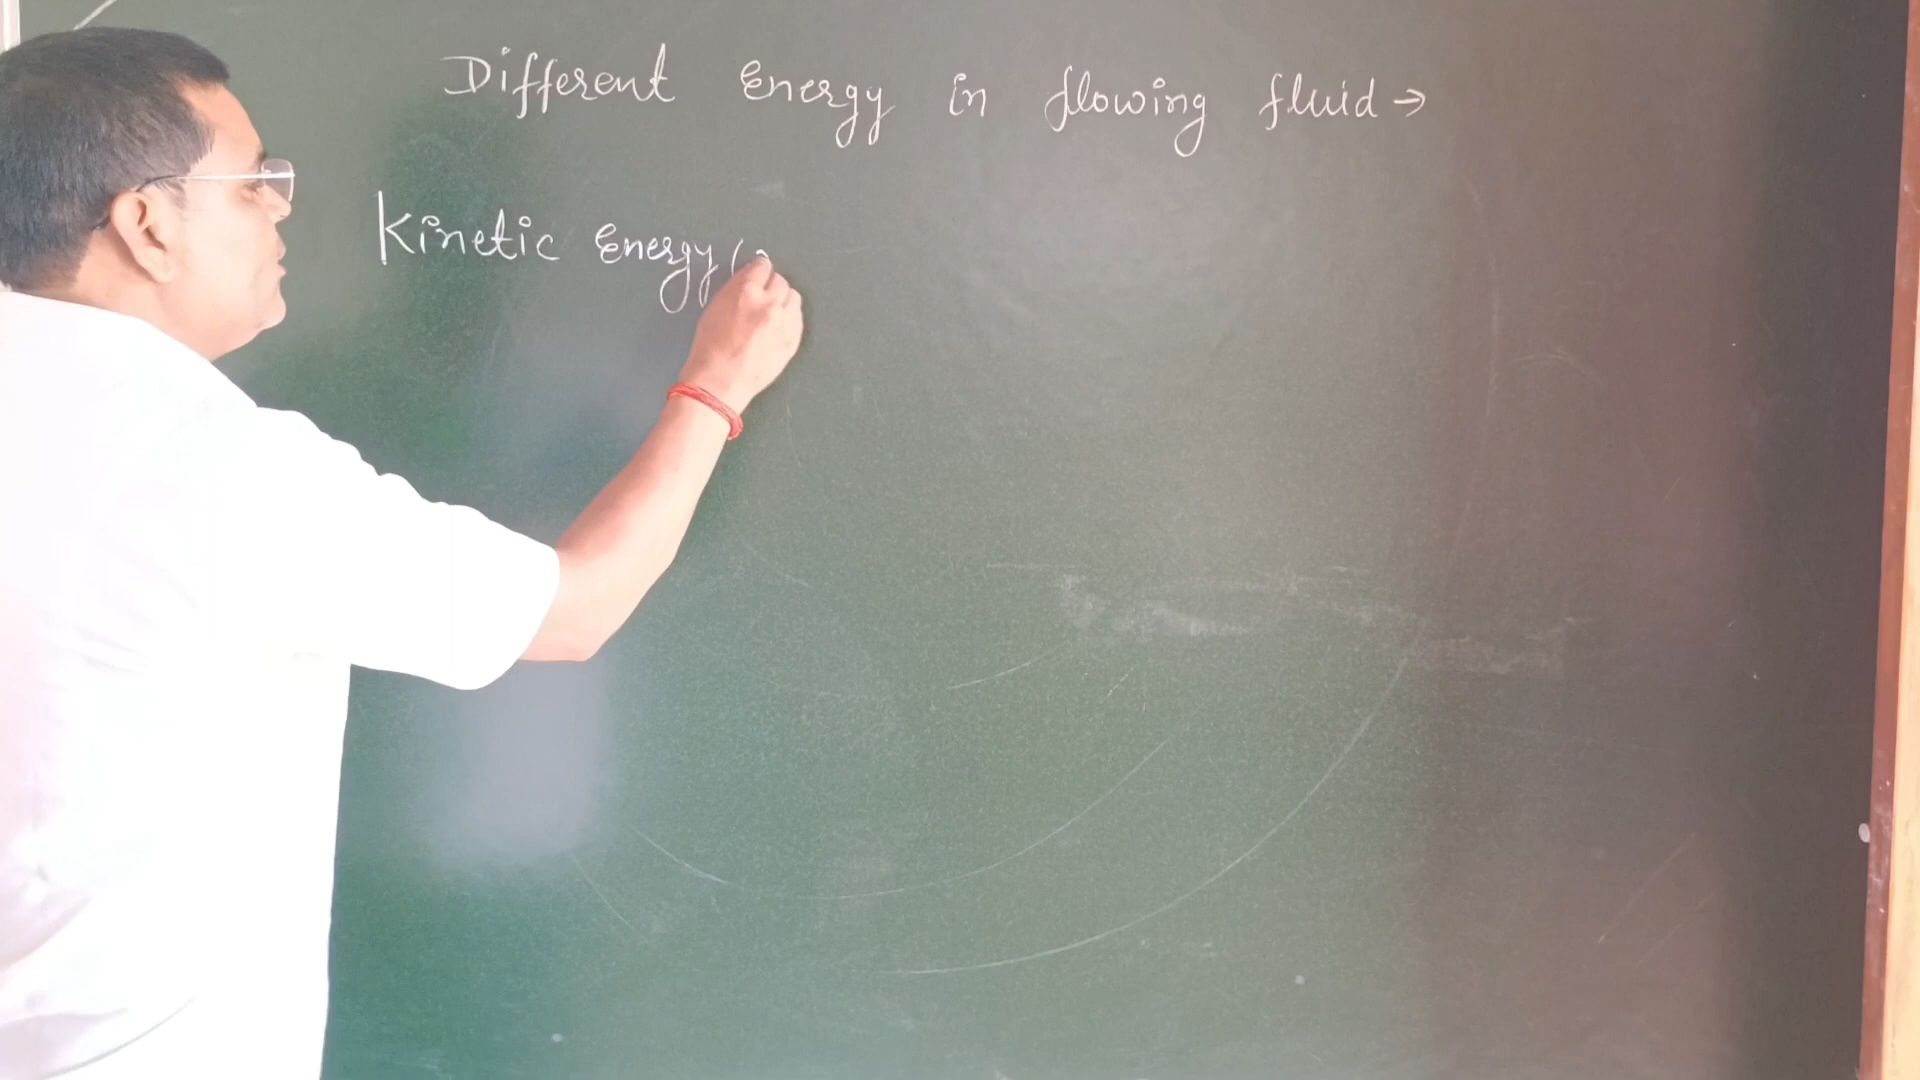 Different Energy in flowing fluid →
Kinetic Energy (